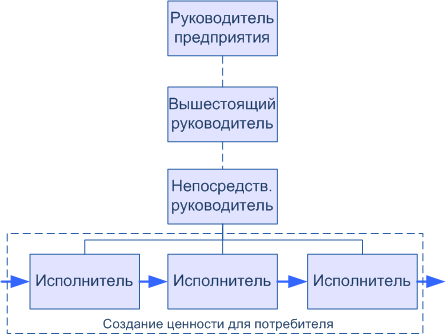 Руководитель
предприятия
Вышестоящий
руководитель
Непосредств.
руководитель
Исполнитель
Исполнитель
Исполнитель
Создание ценности для потребителя